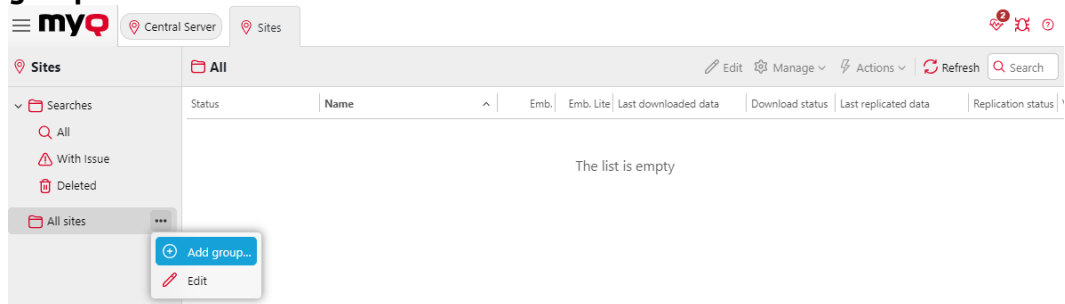 myQ
Central Server
Sites
2
Sites
All
Edit
Manage
Actions
Refresh
Search
Searches
Status
Name
Emb.
Emb. Lite
Last downloaded data
Download status
Last replicated data
Replication status
All
With Issue
The list is empty
Deleted
All sites
Add group...
Edit